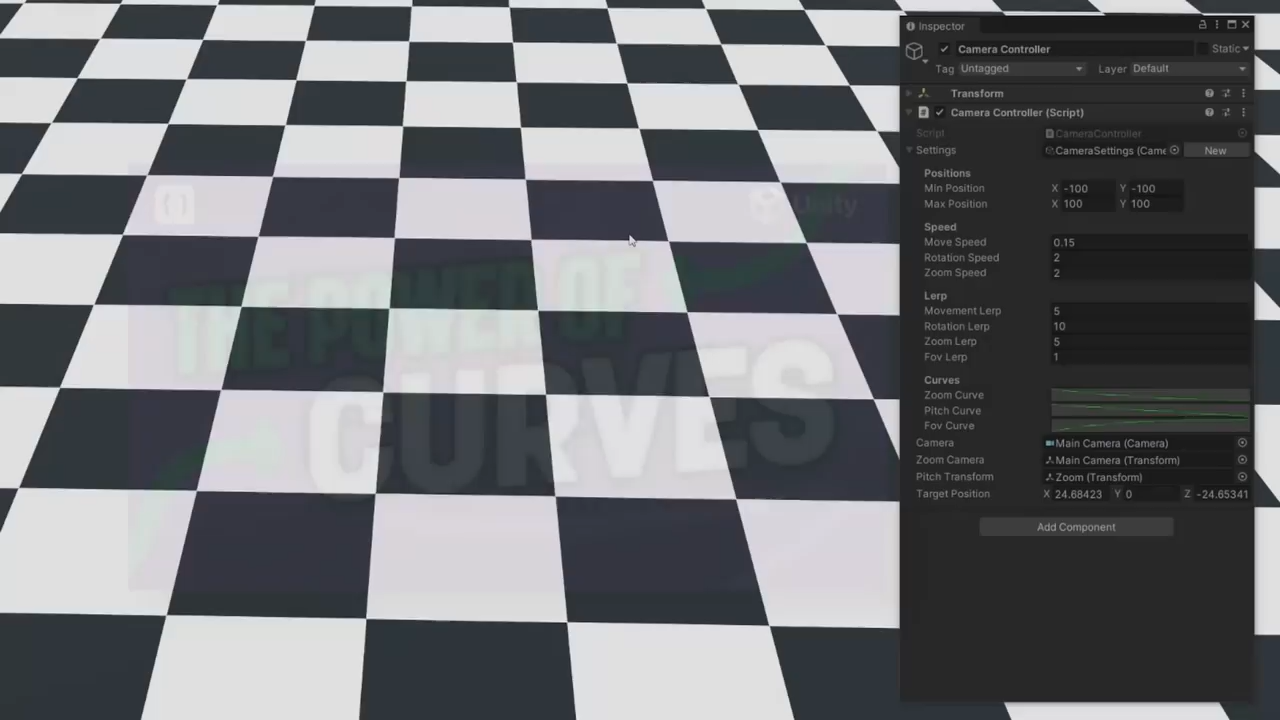 Inspector
Camera Controller
Static
Tag Untagged Layer Default
Transform
Camera Controller (Script)
Script CameraController
Settings CameraSettings (Came New
Positions
Min Position X -100 Y -100
Max Position X 100 Y 100
Speed
Move Speed 0.15
Rotation Speed 2
Zoom Speed 2
Lerp
Movement Lerp 5
Rotation Lerp 10
Zoom Lerp 5
Fov Lerp 1
Curves
Zoom Curve
Pitch Curve
Fov Curve
Camera Main Camera (Camera)
Zoom Camera Main Camera (Transform)
Pitch Transform Zoom (Transform)
Target Position X 24.68423 Y 0 Z -24.65341
Add Component
{} Unity
THE POWER OF
CURVES